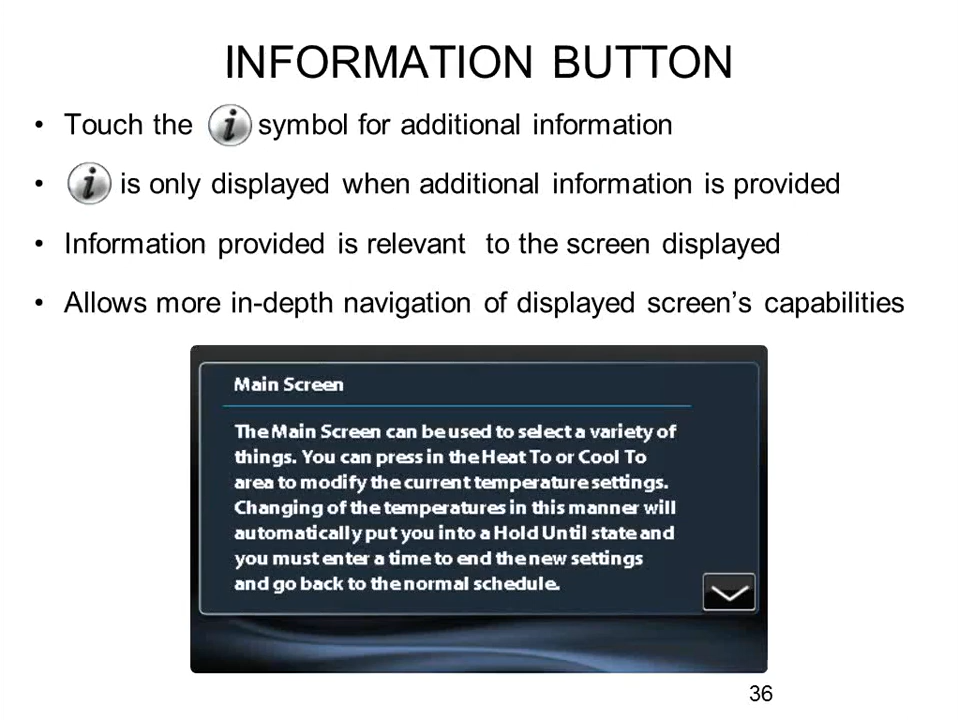 INFORMATION BUTTON
• Touch the i symbol for additional information
• i is only displayed when additional information is provided
• Information provided is relevant to the screen displayed
• Allows more in-depth navigation of displayed screen’s capabilities
Main Screen
The Main Screen can be used to select a variety of
things. You can press in the Heat To or Cool To
area to modify the current temperature settings.
Changing of the temperatures in this manner will
automatically put you into a Hold Until state and
you must enter a time to end the new settings
and go back to the normal schedule.
36